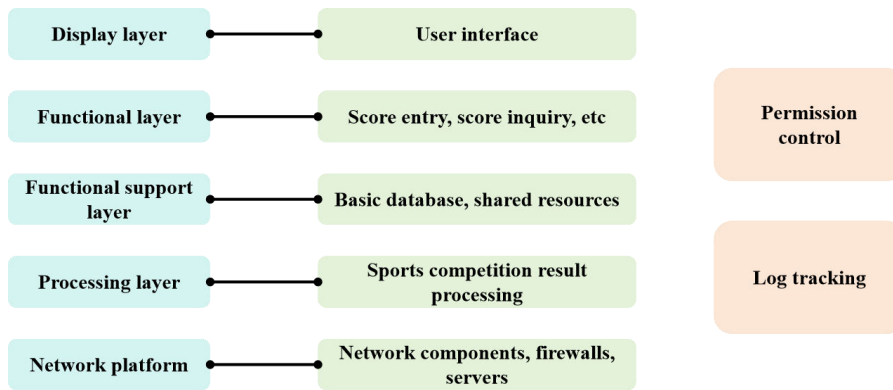 Display layer
User interface
Functional layer
Score entry, score inquiry, etc
Functional support
layer
Basic database, shared resources
Processing layer
Sports competition result
processing
Network platform
Network components, firewalls,
servers
Permission
control
Log tracking